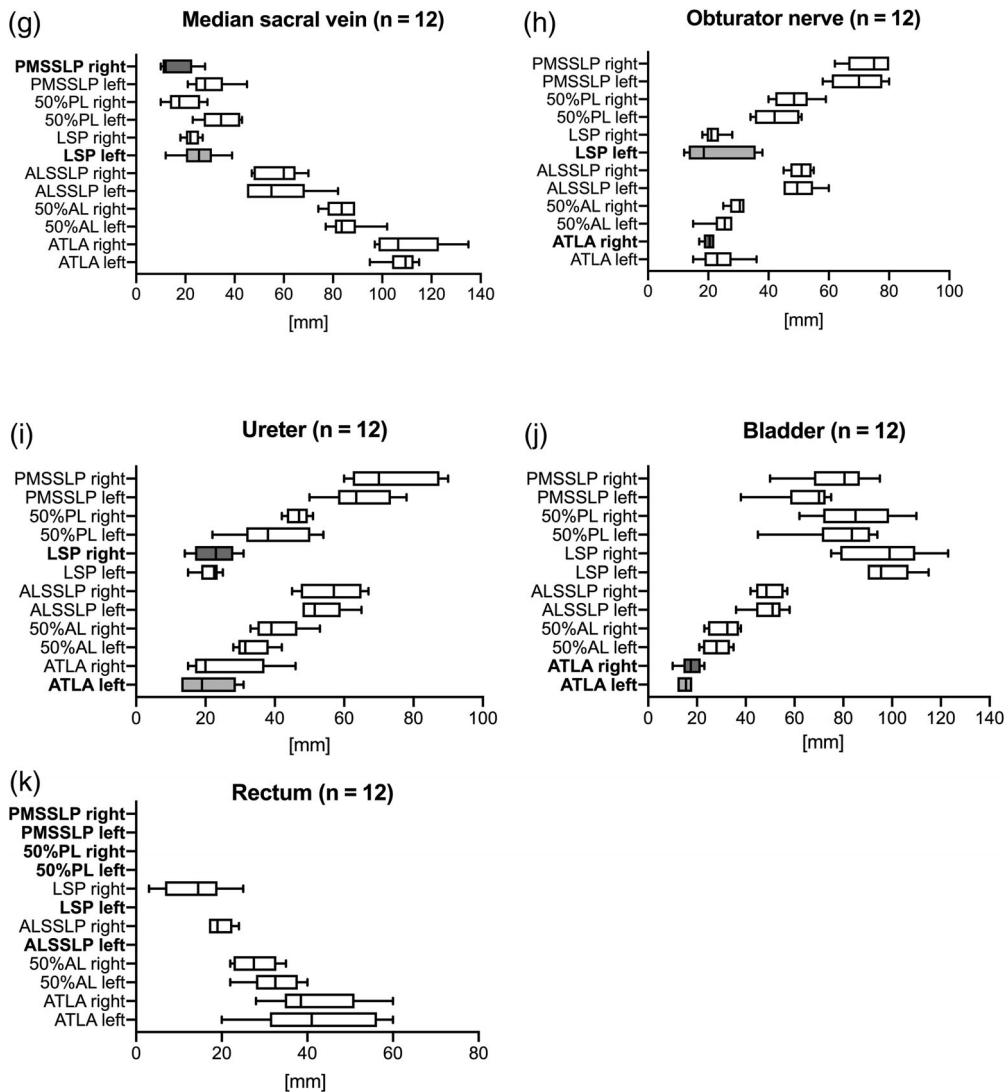 (g)
Median sacral vein (n = 12)
PMSSLP right
PMSSLP left
50%PL right
50%PL left
LSP right
LSP left
ALSSLP right
ALSSLP left
50%AL right
50%AL left
ATLA right
ATLA left
0 20 40 60 80 100 120 140
[mm]
(h)
Obturator nerve (n = 12)
PMSSLP right
PMSSLP left
50%PL right
50%PL left
LSP right
LSP left
ALSSLP right
ALSSLP left
50%AL right
50%AL left
ATLA right
ATLA left
0 20 40 60 80 100
[mm]
(i)
Ureter (n = 12)
PMSSLP right
PMSSLP left
50%PL right
50%PL left
LSP right
LSP left
ALSSLP right
ALSSLP left
50%AL right
50%AL left
ATLA right
ATLA left
0 20 40 60 80 100
[mm]
(j)
Bladder (n = 12)
PMSSLP right
PMSSLP left
50%PL right
50%PL left
LSP right
LSP left
ALSSLP right
ALSSLP left
50%AL right
50%AL left
ATLA right
ATLA left
0 20 40 60 80 100 120 140
[mm]
(k)
Rectum (n = 12)
PMSSLP right
PMSSLP left
50%PL right
50%PL left
LSP right
LSP left
ALSSLP right
ALSSLP left
50%AL right
50%AL left
ATLA right
ATLA left
0 20 40 60 80
[mm]